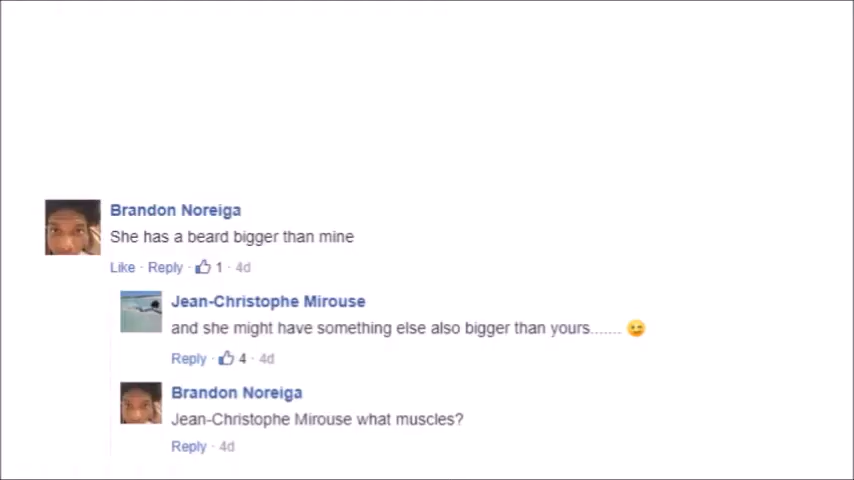 Brandon Noreiga
She has a beard bigger than mine
Like · Reply · 1 · 4d
Jean-Christophe Mirouse
and she might have something else also bigger than yours....... 😉
Reply · 4 · 4d
Brandon Noreiga
Jean-Christophe Mirouse what muscles?
Reply · 4d